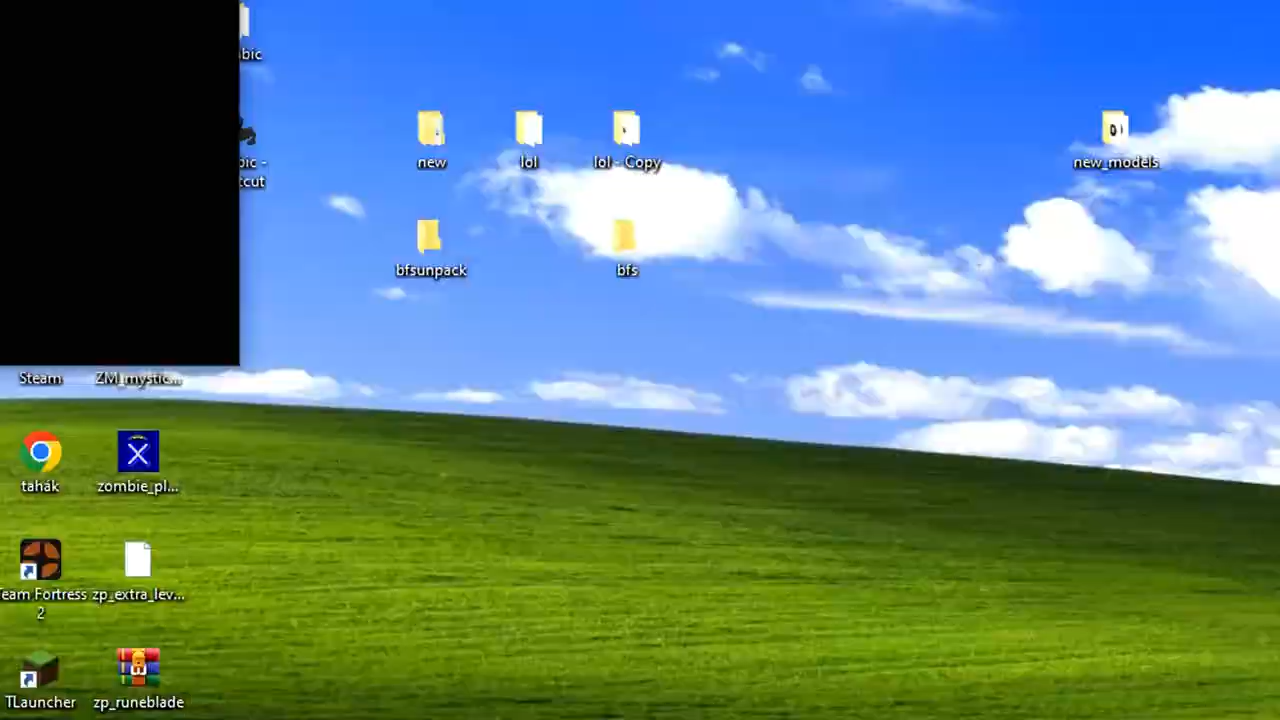 bic
bic -
tcut
new
lol
lol - Copy
new_models
bfsunpack
bfs
Steam
ZM_mystic...
tahák
zombie_pl...
Team Fortress
2
zp_extra_lev...
TLauncher
zp_runeblade